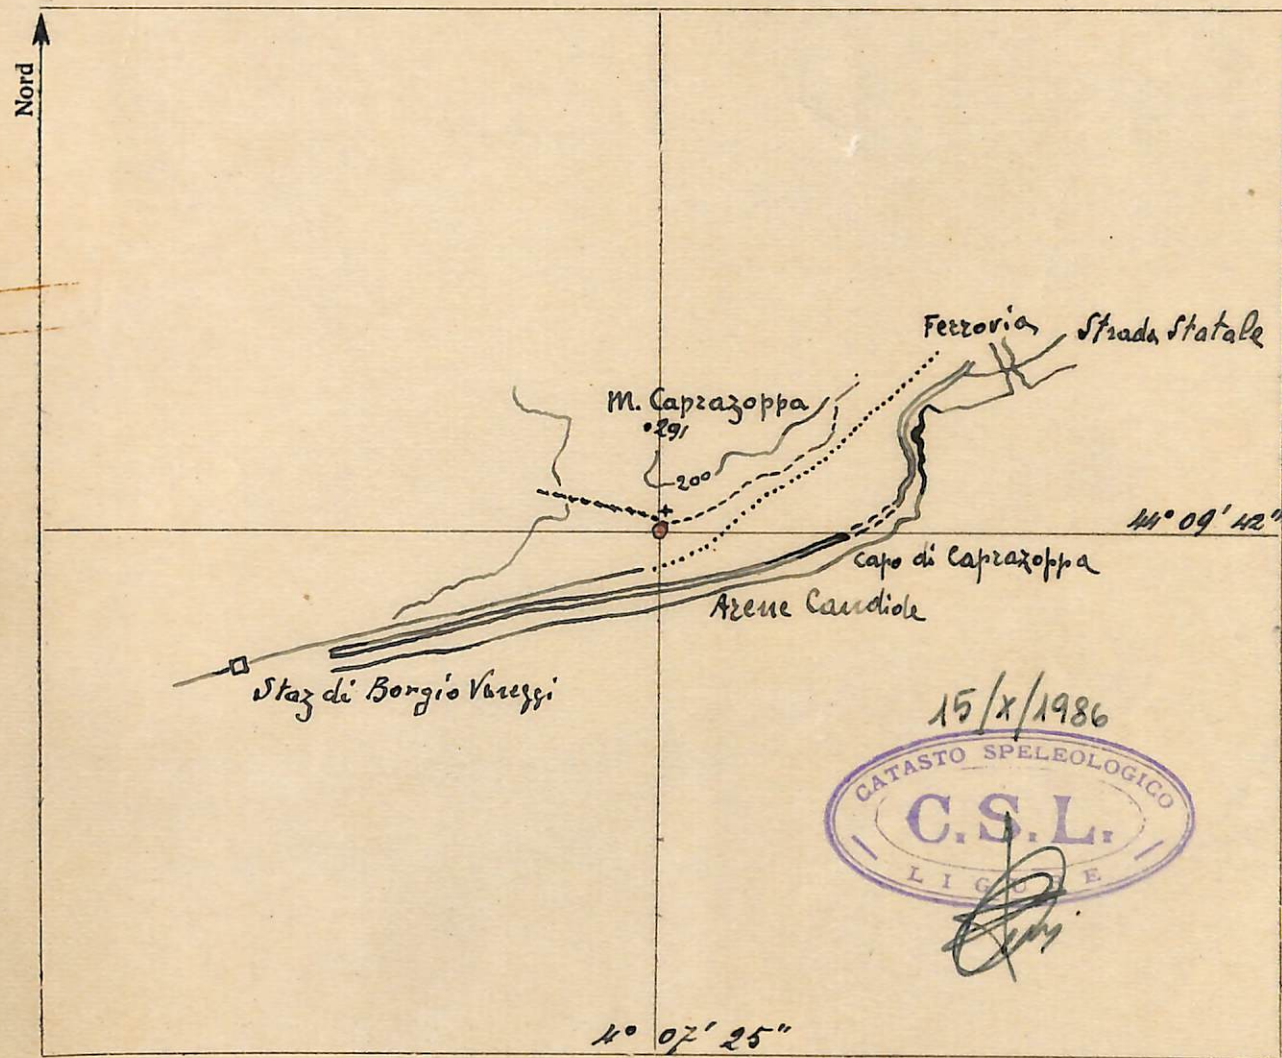 Nord
Ferrovia
Strada Statale
M. Caprazoppa
291
200
44° 09' 42"
Capo di Caprazoppa
Arene Candide
Staz di Borgio Verezzi
15/X/1986
CATASTO SPELEOLOGICO
C.S.L.
LIGURE
4° 07' 25"